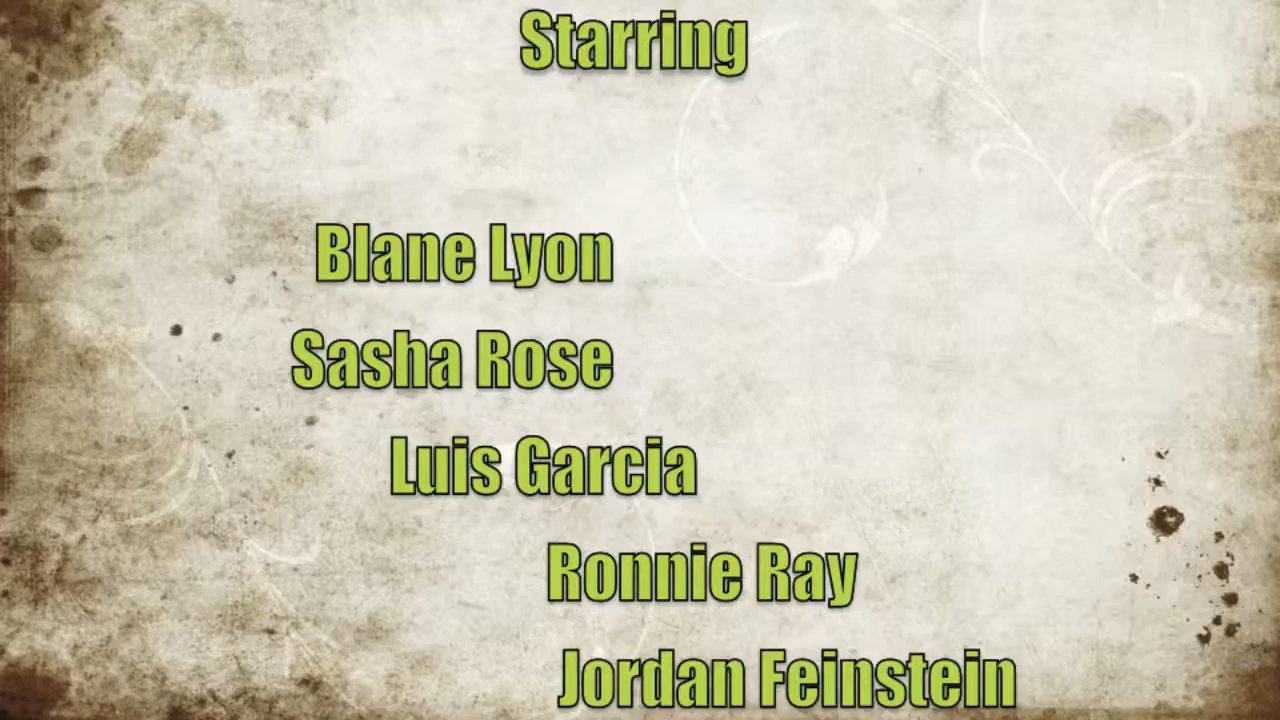 Starring
Blane Lyon
Sasha Rose
Luis Garcia
Ronnie Ray
Jordan Feinstein